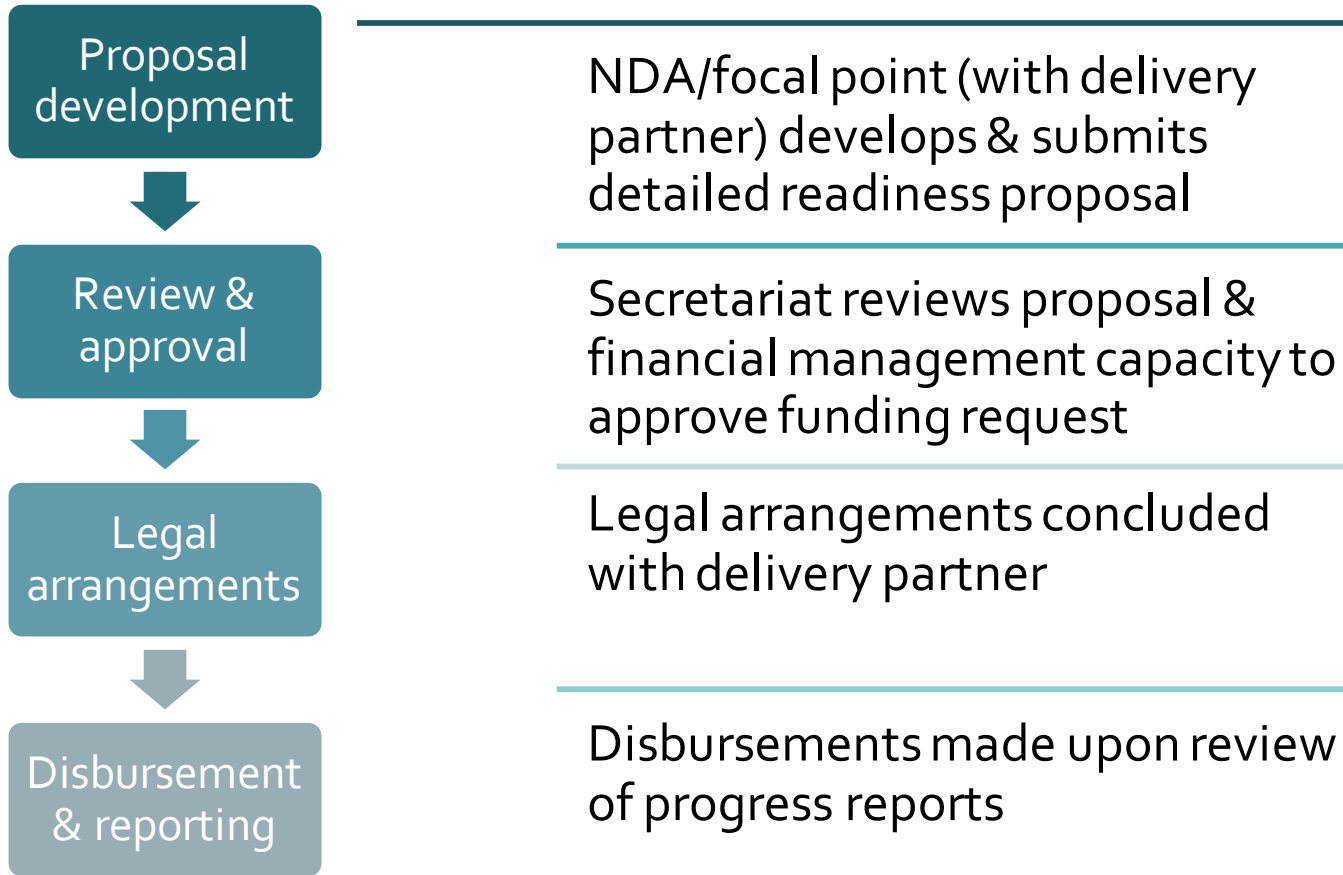 Proposal
development
NDA/focal point (with delivery
partner) develops & submits
detailed readiness proposal
Review &
approval
Secretariat reviews proposal &
financial management capacity to
approve funding request
Legal
arrangements
Legal arrangements concluded
with delivery partner
Disbursement
& reporting
Disbursements made upon review
of progress reports